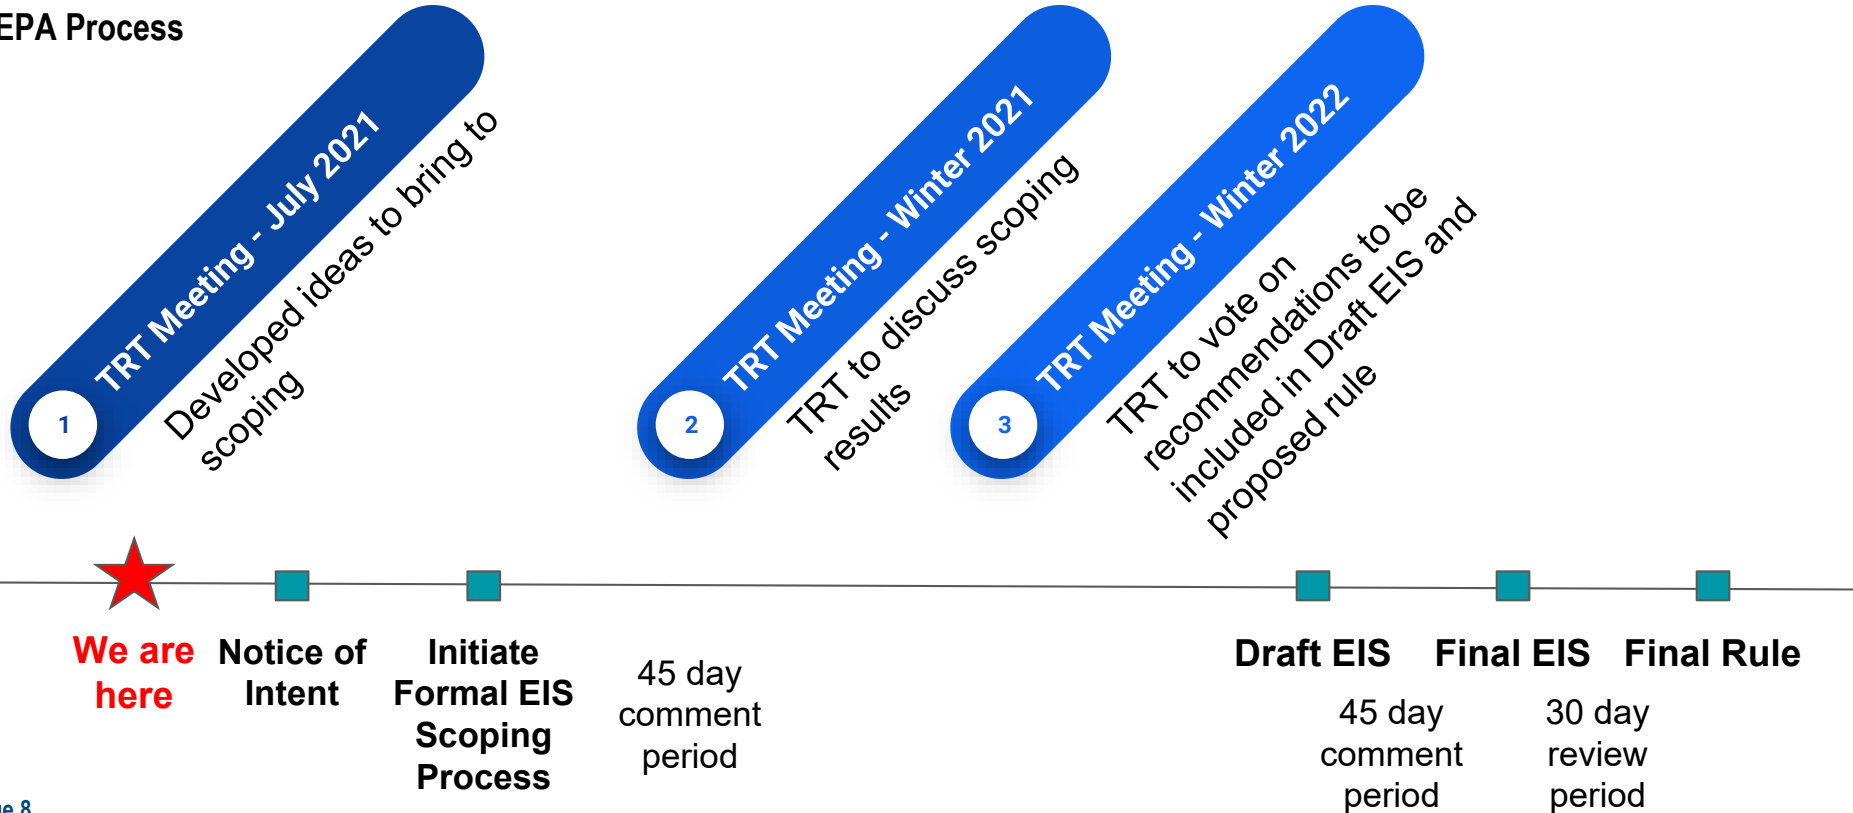 EPA Process
TRT Meeting - July 2021
Developed ideas to bring to
scoping
1
TRT Meeting - Winter 2021
TRT to discuss scoping
results
2
TRT Meeting - Winter 2022
TRT to vote on
recommendations to be
included in Draft EIS and
proposed rule
3
We are
here
Notice of
Intent
Initiate
Formal EIS
Scoping
Process
45 day
comment
period
Draft EIS
45 day
comment
period
Final EIS
30 day
review
period
Final Rule
ge 8